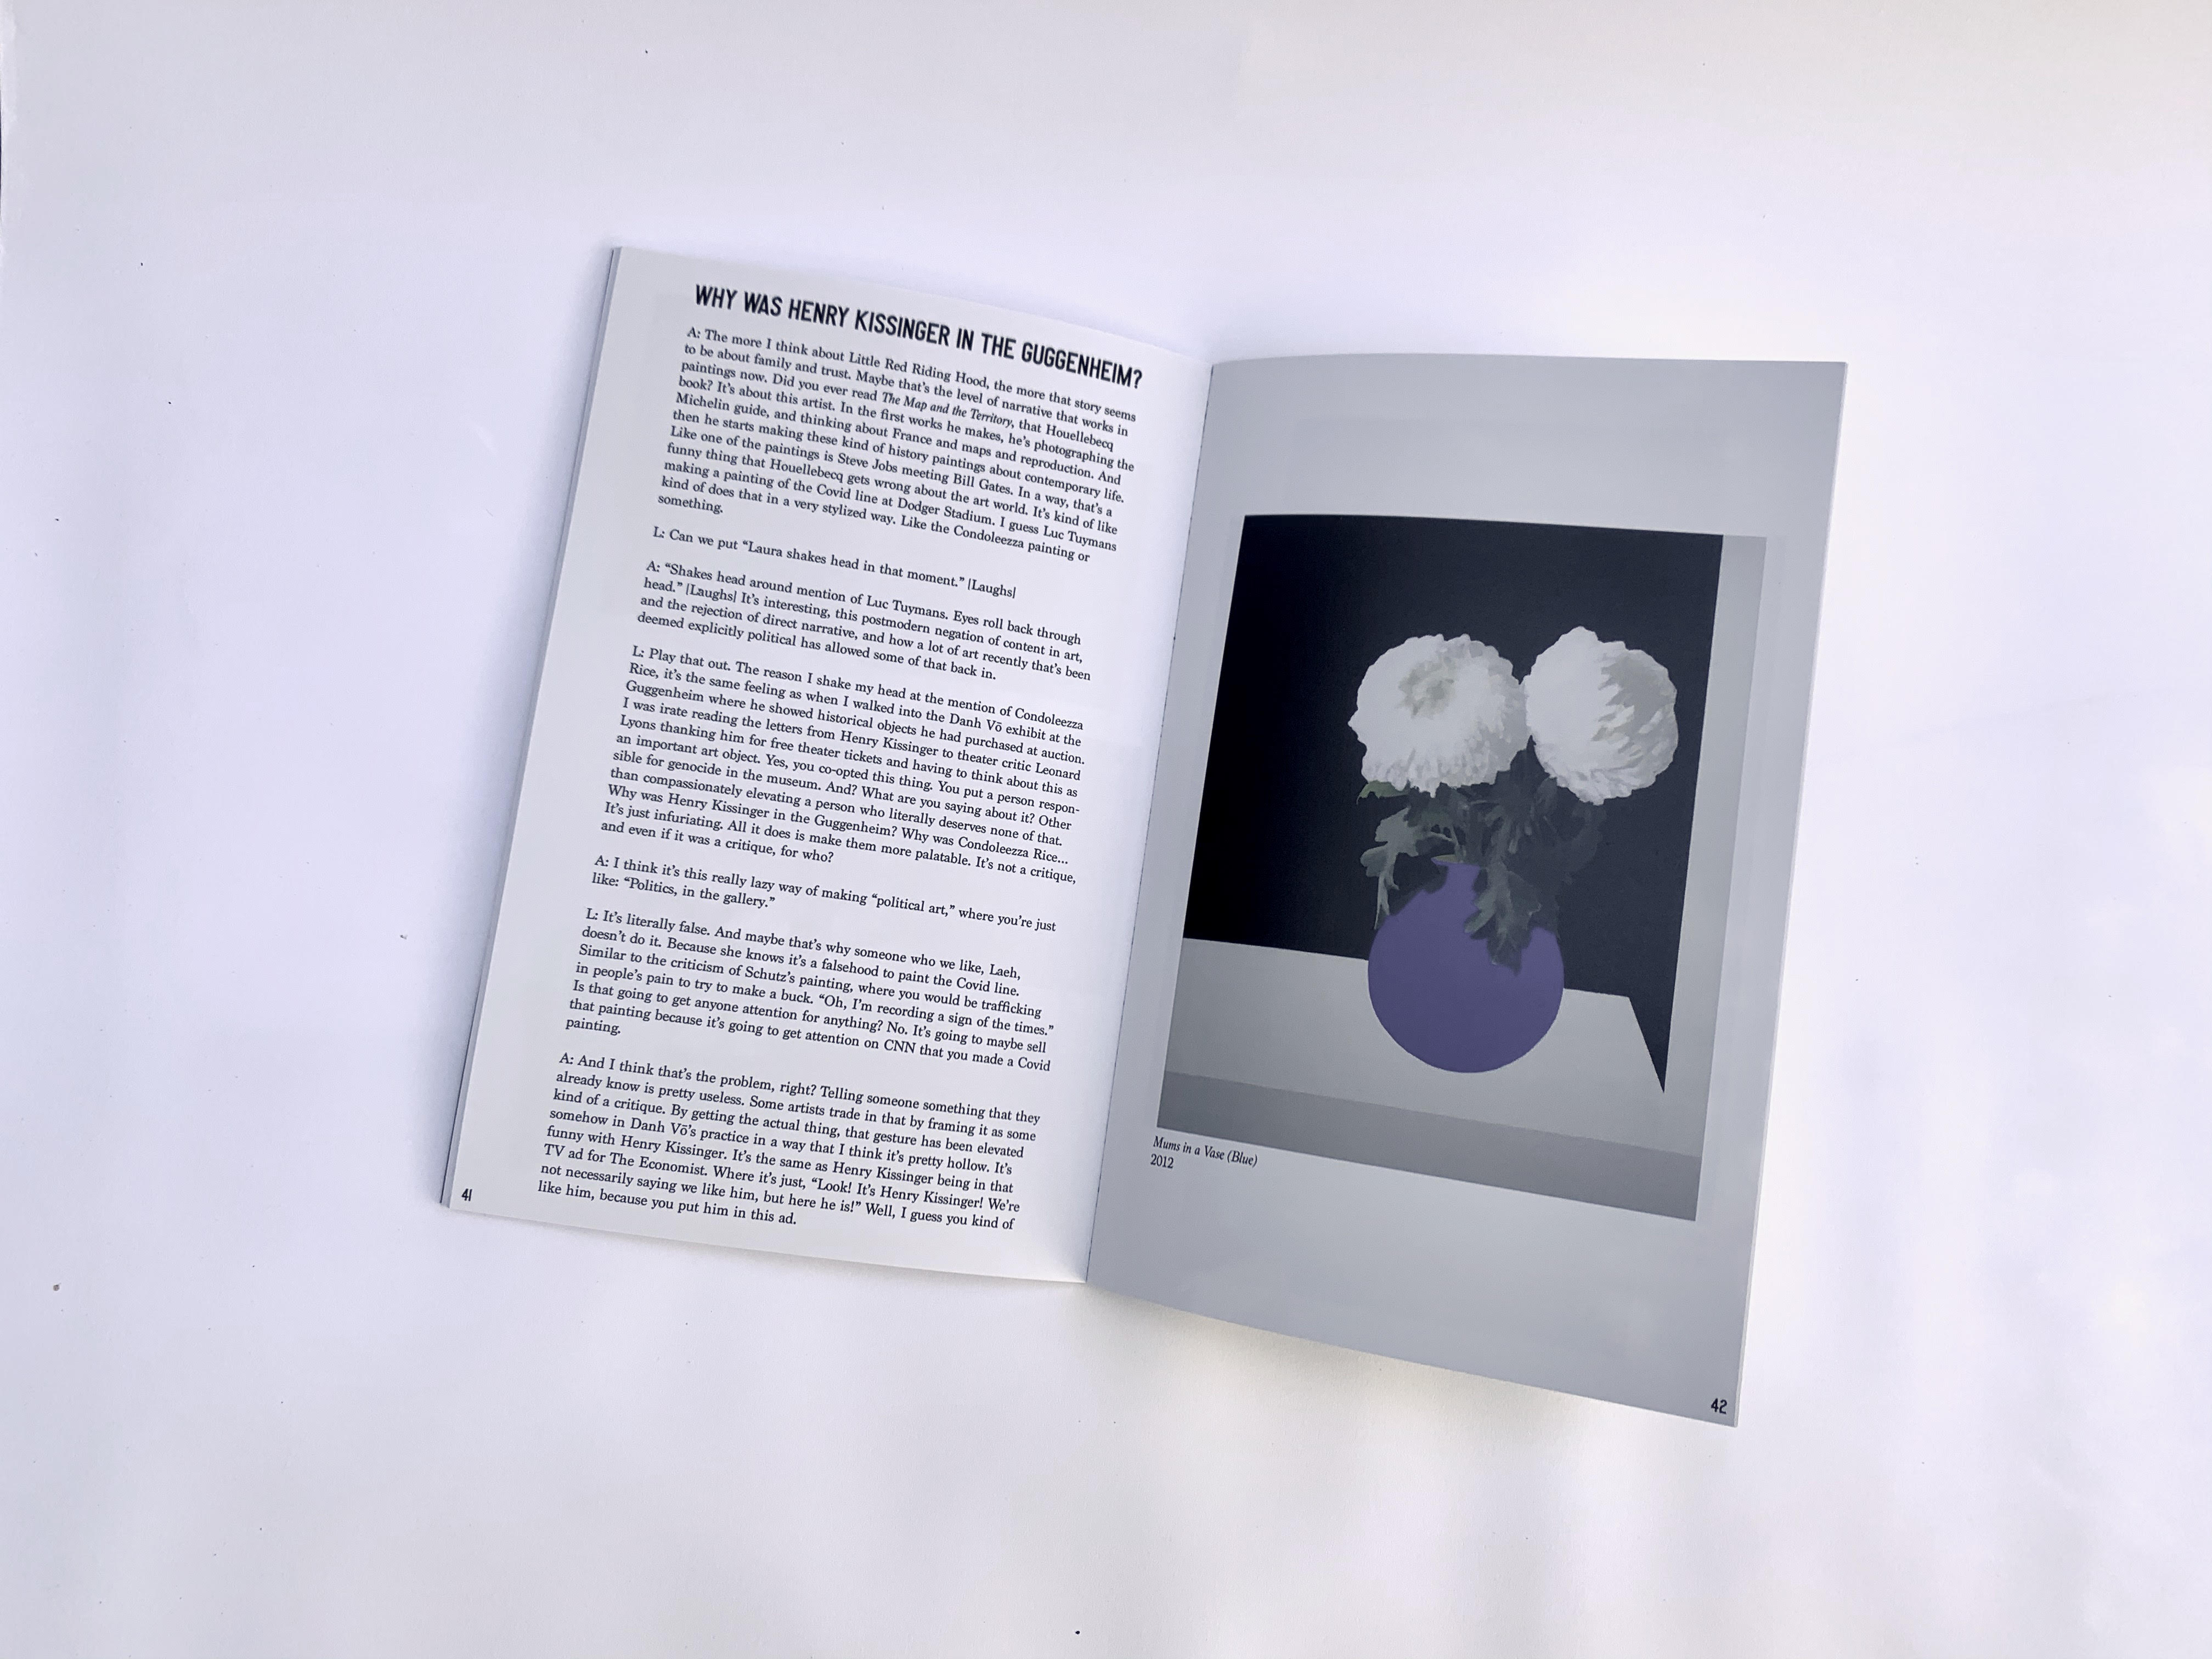 WHY WAS HENRY KISSINGER IN THE GUGGENHEIM?
A: The more I think about Little Red Riding Hood, the more that story seems
to be about family and trust. Maybe that's the level of narrative that works in
paintings now. Did you ever read The Map and the Territory, that Houellebecq
book? It's about this artist. In the first works he makes, he's photographing the
Michelin guide, and thinking about France and maps and reproduction. And
then he starts making these kind of history paintings about contemporary life.
Like one of the paintings is Steve Jobs meeting Bill Gates. In a way, that's a
funny thing that Houellebecq gets wrong about the art world. It's kind of like
making a painting of the Covid line at Dodger Stadium. I guess Luc Tuymans
kind of does that in a very stylized way. Like the Condoleezza painting or
something.
L: Can we put “Laura shakes head in that moment.” [Laughs]
A: “Shakes head around mention of Luc Tuymans. Eyes roll back through
head.” [Laughs] It's interesting, this postmodern negation of content in art,
and the rejection of direct narrative, and how a lot of art recently that's been
deemed explicitly political has allowed some of that back in.
L: Play that out. The reason I shake my head at the mention of Condoleezza
Rice, it's the same feeling as when I walked into the Danh Võ exhibit at the
Guggenheim where he showed historical objects he had purchased at auction.
I was irate reading the letters from Henry Kissinger to theater critic Leonard
Lyons thanking him for free theater tickets and having to think about this as
an important art object. Yes, you co-opted this thing. You put a person respon-
sible for genocide in the museum. And? What are you saying about it? Other
than compassionately elevating a person who literally deserves none of that.
Why was Henry Kissinger in the Guggenheim? Why was Condoleezza Rice...
It's just infuriating. All it does is make them more palatable. It's not a critique,
and even if it was a critique, for who?
A: I think it's this really lazy way of making “political art,” where you're just
like: “Politics, in the gallery.”
L: It's literally false. And maybe that's why someone who we like, Laeh,
doesn't do it. Because she knows it's a falsehood to paint the Covid line.
Similar to the criticism of Schutz's painting, where you would be trafficking
in people's pain to try to make a buck. “Oh, I'm recording a sign of the times.”
Is that going to get anyone attention for anything? No. It's going to maybe sell
that painting because it's going to get attention on CNN that you made a Covid
painting.
A: And I think that's the problem, right? Telling someone something that they
already know is pretty useless. Some artists trade in that by framing it as some
kind of a critique. By getting the actual thing, that gesture has been elevated
somehow in Danh Võ's practice in a way that I think it's pretty hollow. It's
funny with Henry Kissinger. It's the same as Henry Kissinger being in that
TV ad for The Economist. Where it's just, “Look! It's Henry Kissinger! We're
not necessarily saying we like him, but here he is!” Well, I guess you kind of
like him, because you put him in this ad.
41
Mums in a Vase (Blue)
2012
42